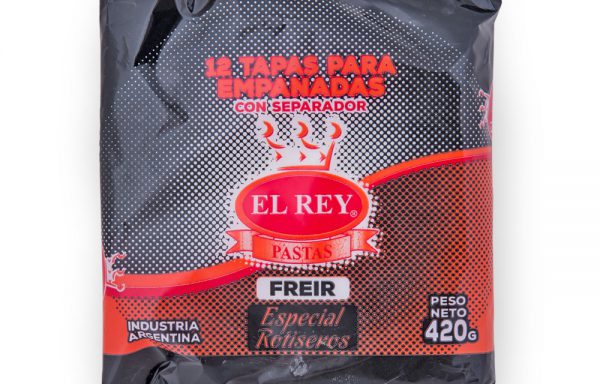 12 TAPAS PARA
EMPANADAS
CON SEPARADOR
EL REY®
PASTAS
FREIR
Especial
Rotiseros
INDUSTRIA
ARGENTINA
PESO
NETO
420G